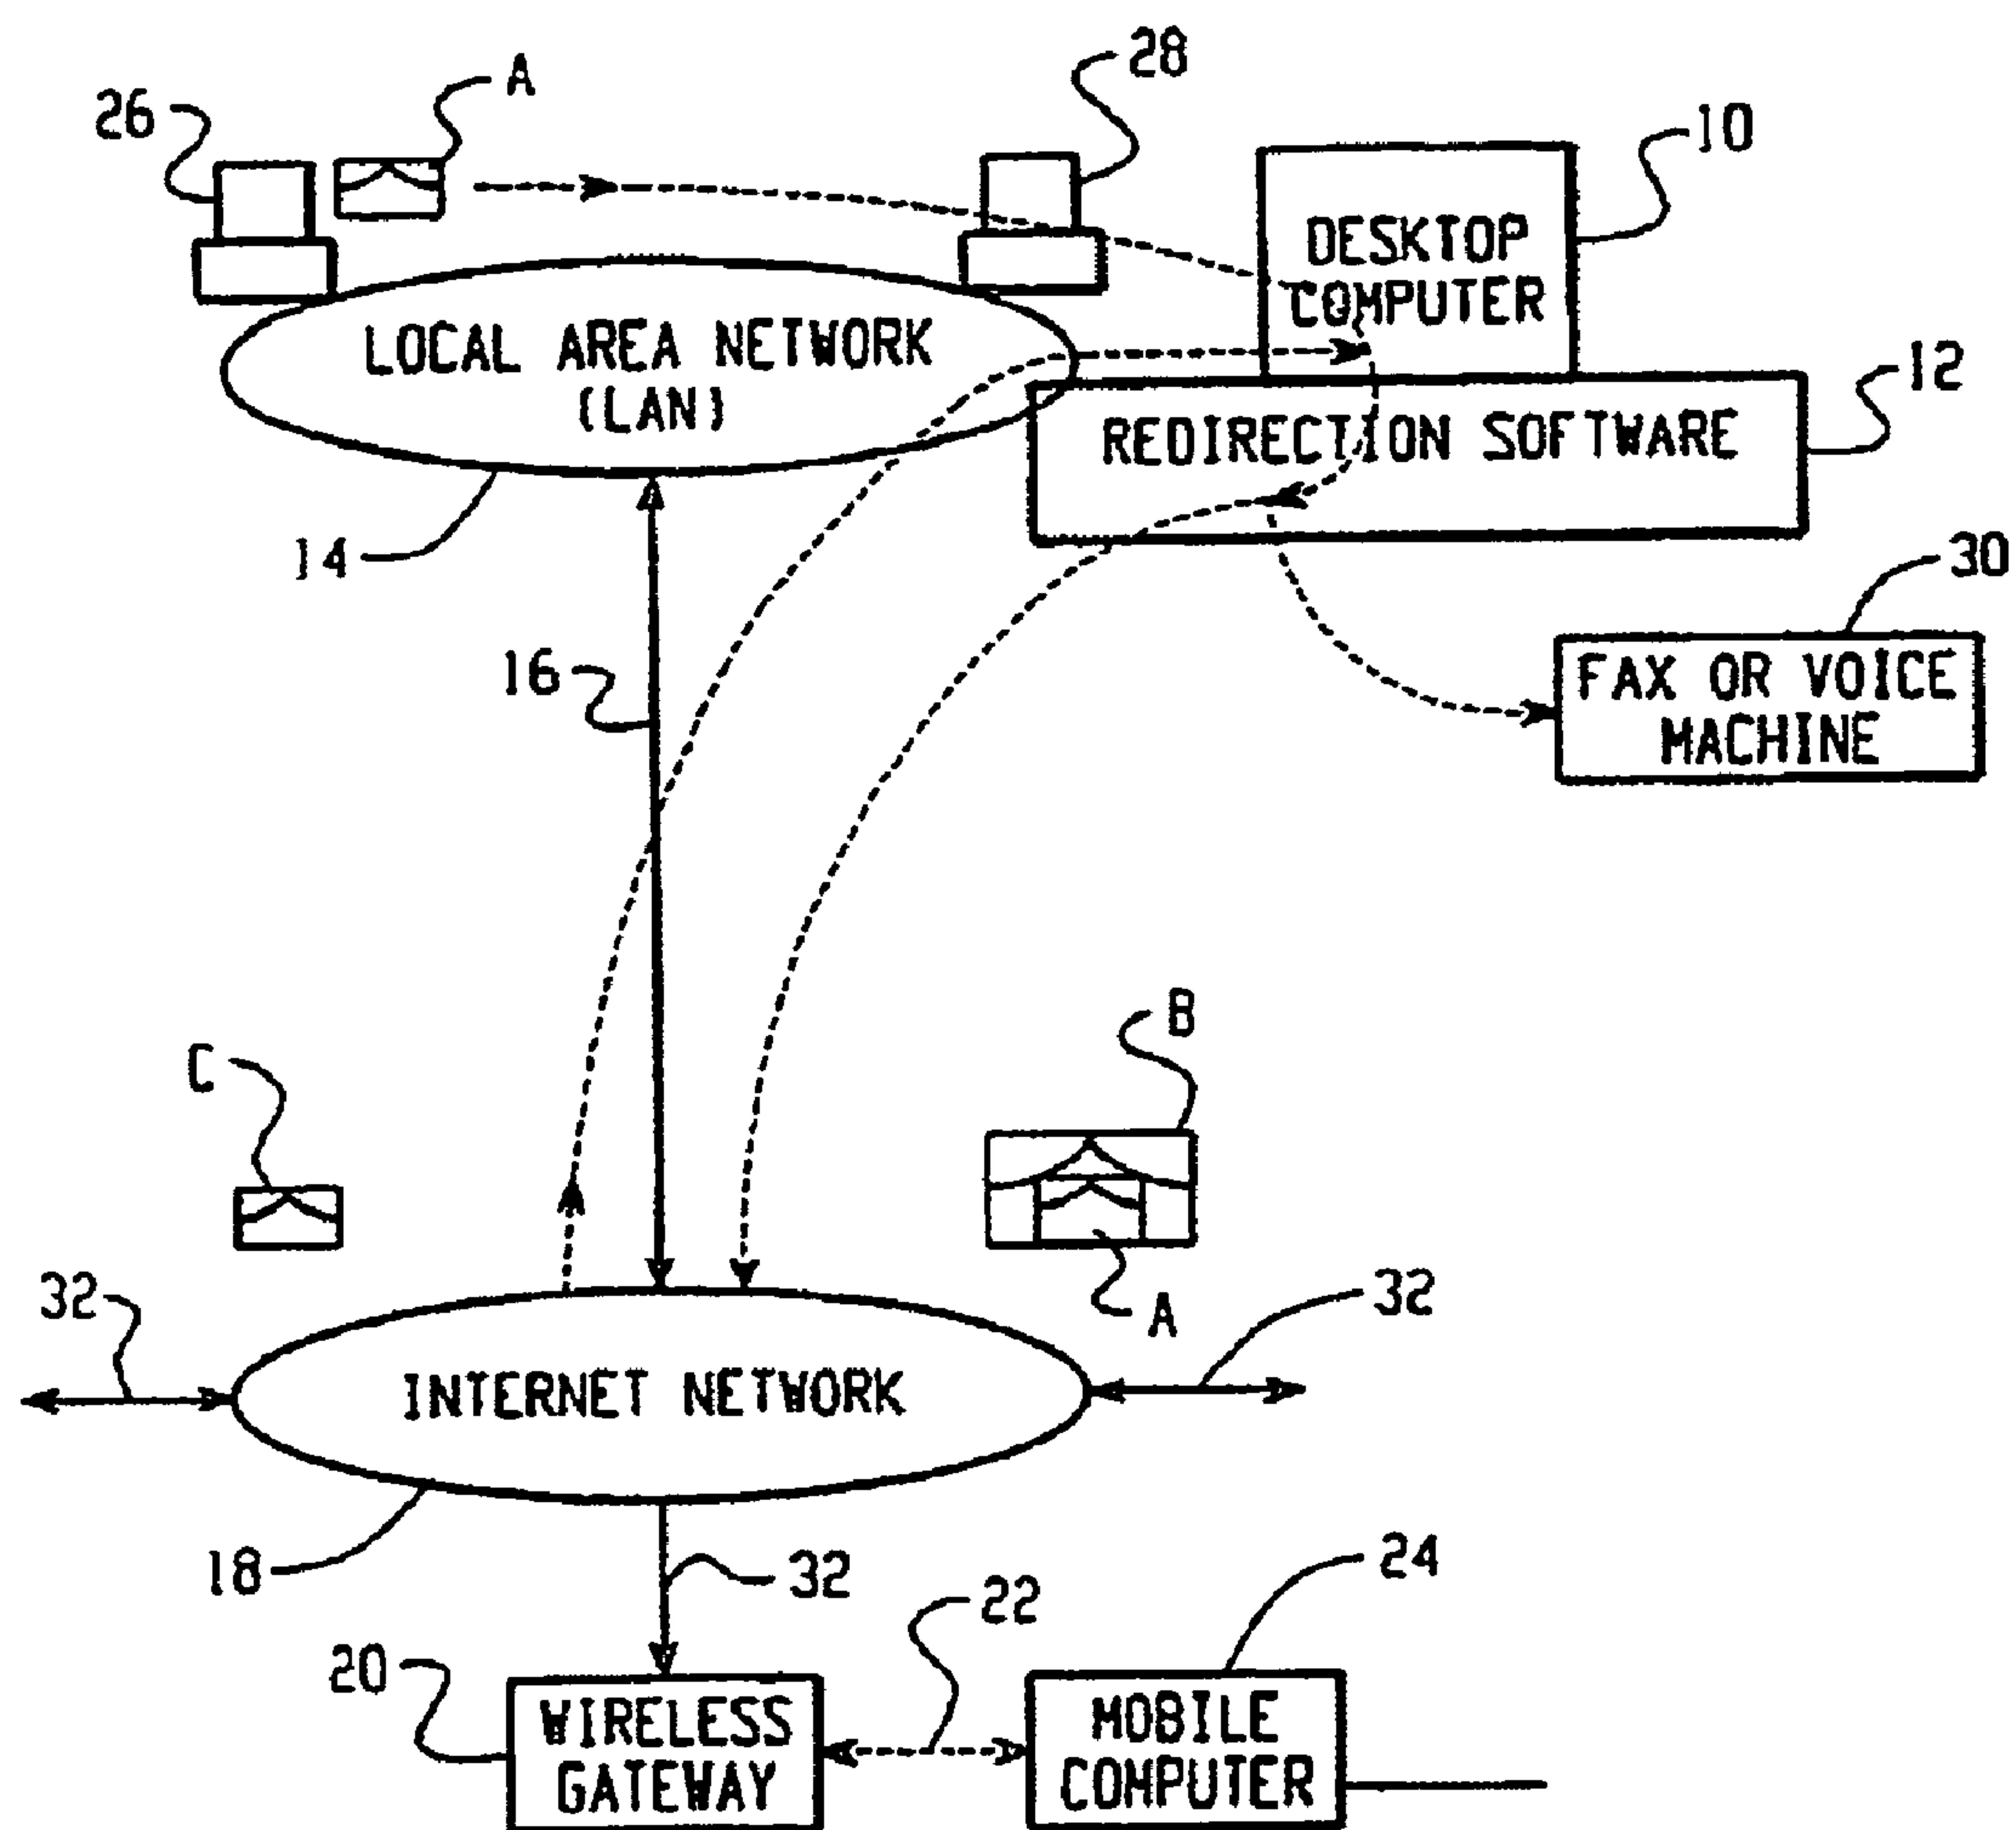 26
A
28
10
DESKTOP
COMPUTER
LOCAL AREA NETWORK
(LAN)
12
REDIRECTION SOFTWARE
14
30
16
FAX OR VOICE
MACHINE
B
C
32
A
32
INTERNET NETWORK
18
32
22
24
20
WIRELESS
GATEWAY
MOBILE
COMPUTER